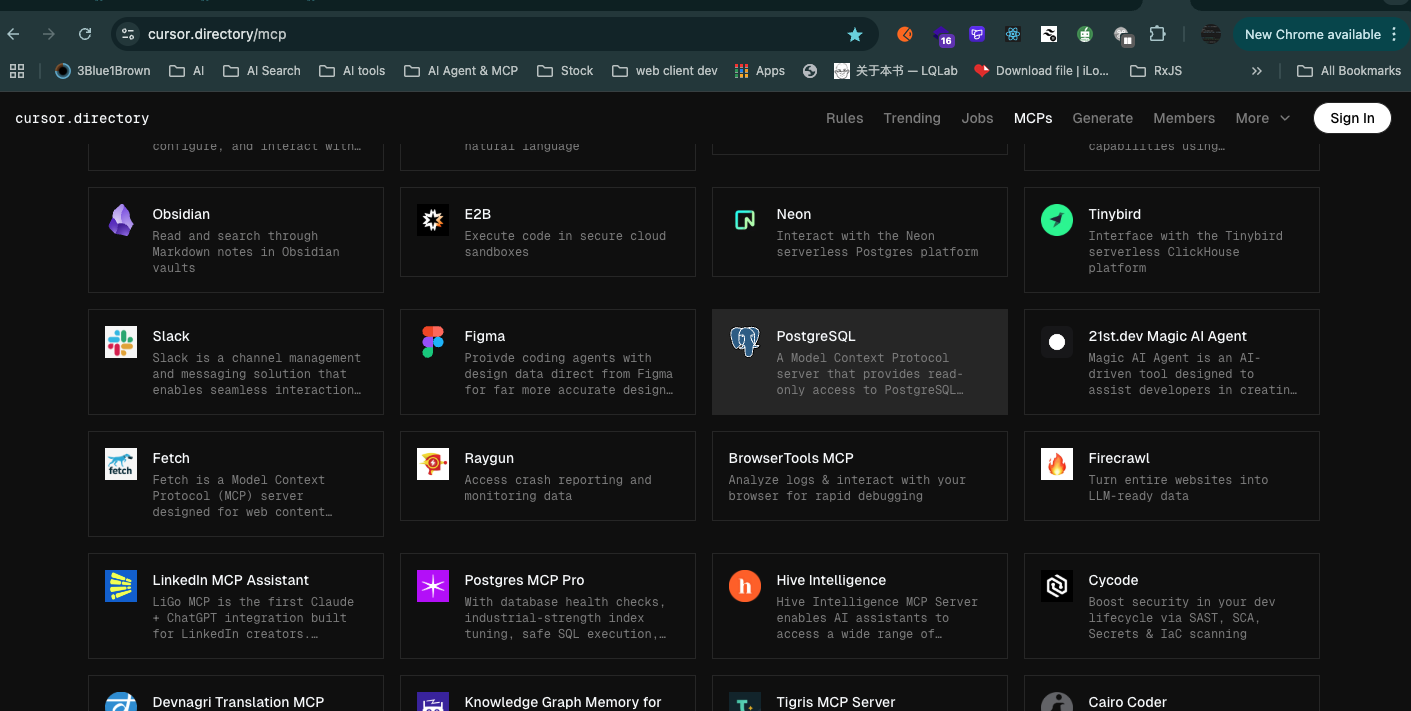 cursor.directory/mcp
16
New Chrome available
3Blue1Brown
AI
AI Search
AI tools
AI Agent & MCP
Stock
web client dev
Apps
关于本书 — LQLab
Download file | iLo...
RxJS
»
All Bookmarks
cursor.directory
Rules
Trending
Jobs
MCPs
Generate
Members
More
Sign In
configure, and interact with…
natural language
capabilities using…
Obsidian
Read and search through
Markdown notes in Obsidian
vaults
E2B
Execute code in secure cloud
sandboxes
Neon
Interact with the Neon
serverless Postgres platform
Tinybird
Interface with the Tinybird
serverless ClickHouse
platform
Slack
Slack is a channel management
and messaging solution that
enables seamless interaction…
Figma
Proivde coding agents with
design data direct from Figma
for far more accurate design…
PostgreSQL
A Model Context Protocol
server that provides read-
only access to PostgreSQL…
21st.dev Magic AI Agent
Magic AI Agent is an AI-
driven tool designed to
assist developers in creatin…
fetch
Fetch
Fetch is a Model Context
Protocol (MCP) server
designed for web content…
Raygun
Access crash reporting and
monitoring data
BrowserTools MCP
Analyze logs & interact with your
browser for rapid debugging
Firecrawl
Turn entire websites into
LLM-ready data
LinkedIn MCP Assistant
LiGo MCP is the first Claude
+ ChatGPT integration built
for LinkedIn creators.…
Postgres MCP Pro
With database health checks,
industrial-strength index
tuning, safe SQL execution,…
h
Hive Intelligence
Hive Intelligence MCP Server
enables AI assistants to
access a wide range of…
Cycode
Boost security in your dev
lifecycle via SAST, SCA,
Secrets & IaC scanning
Devnagri Translation MCP
Knowledge Graph Memory for
Tigris MCP Server
Cairo Coder